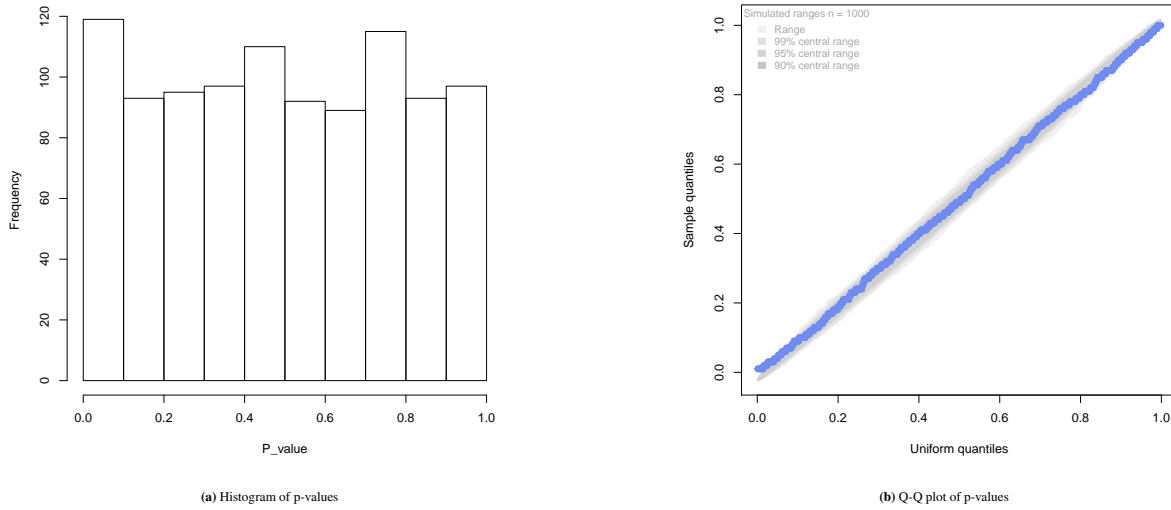 120
100
80
60
40
20
0
Frequency
0.0 0.2 0.4 0.6 0.8 1.0
P_value
(a) Histogram of p-values
Simulated ranges n = 1000
Range
99% central range
95% central range
90% central range
1.0
0.8
0.6
0.4
0.2
0.0
Sample quantiles
0.0 0.2 0.4 0.6 0.8 1.0
Uniform quantiles
(b) Q-Q plot of p-values